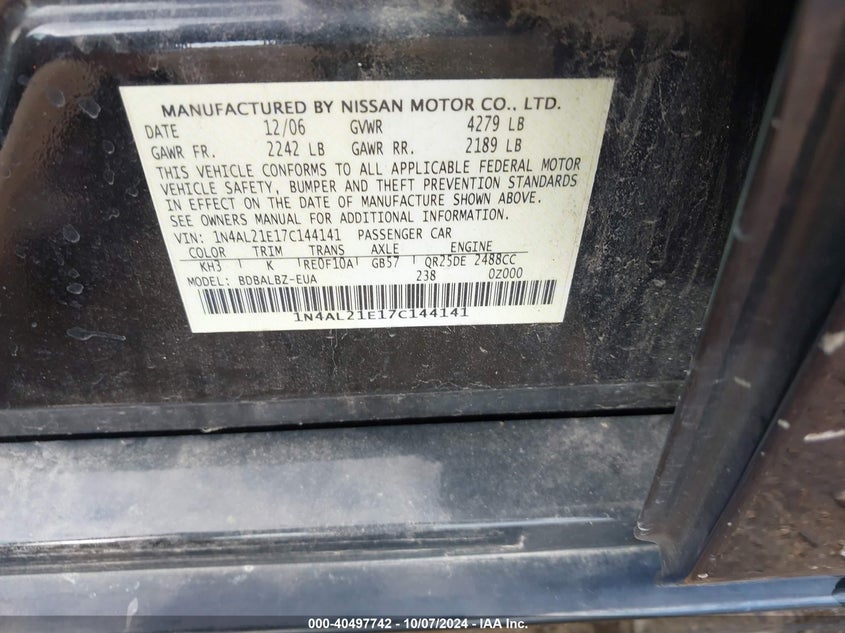 MANUFACTURED BY NISSAN MOTOR CO., LTD.
DATE 12/06 GVWR 4279 LB
GAWR FR. 2242 LB GAWR RR. 2189 LB
THIS VEHICLE CONFORMS TO ALL APPLICABLE FEDERAL MOTOR
VEHICLE SAFETY, BUMPER AND THEFT PREVENTION STANDARDS
IN EFFECT ON THE DATE OF MANUFACTURE SHOWN ABOVE.
SEE OWNERS MANUAL FOR ADDITIONAL INFORMATION.
VIN: 1N4AL21E17C144141 PASSENGER CAR
COLOR TRIM TRANS AXLE ENGINE
KH3 K RE0F10A GB57 QR25DE 2488CC
MODEL: BDBALBZ-EUA 238 0Z000
1N4AL21E17C144141
000-40497742 - 10/07/2024 - IAA Inc.